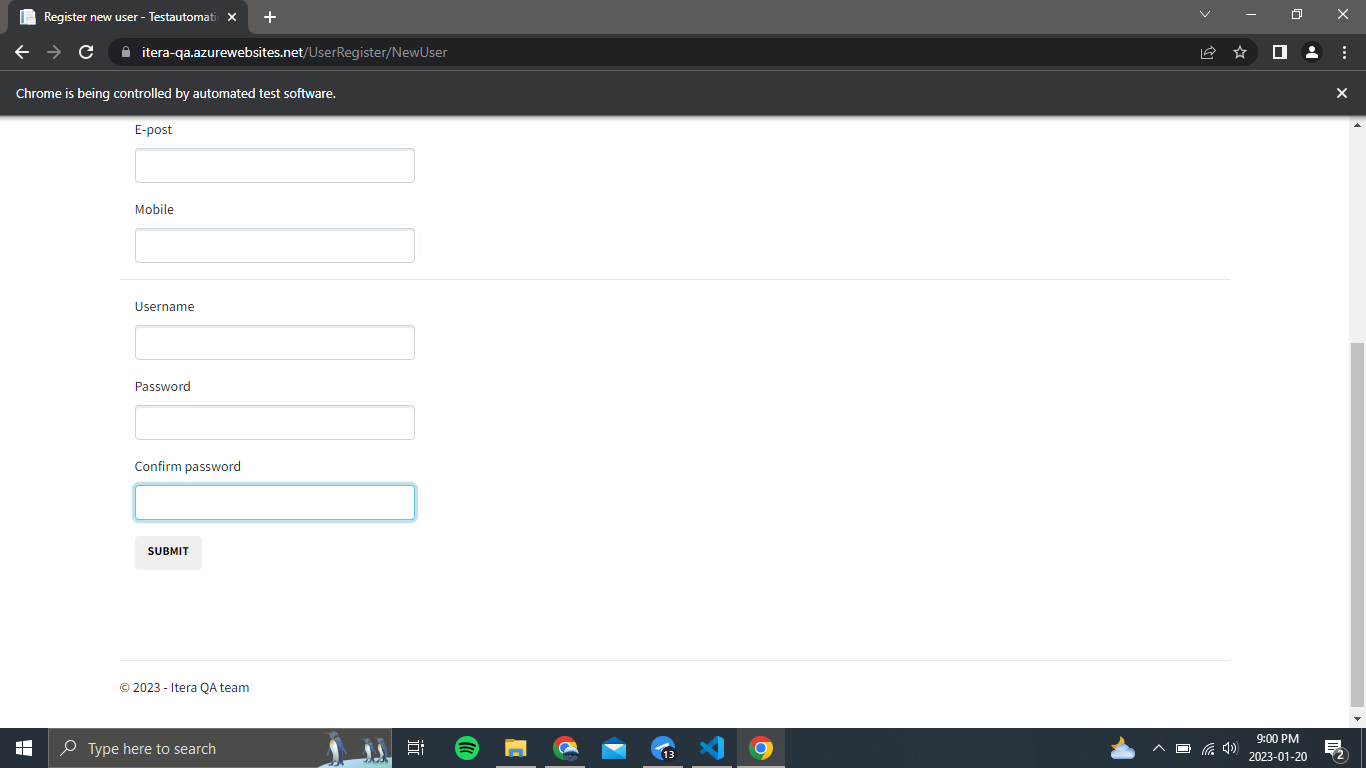 Register new user - Testautomati
itera-qa.azurewebsites.net/UserRegister/NewUser
Chrome is being controlled by automated test software.
E-post
Mobile
Username
Password
Confirm password
SUBMIT
© 2023 - Itera QA team
Type here to search
13
9:00 PM
2023-01-20
2